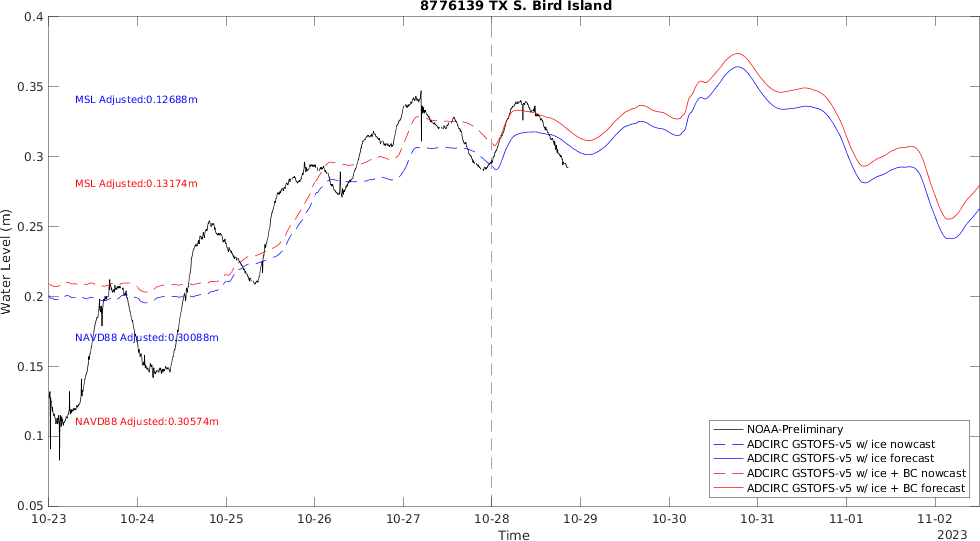 8776139 TX S. Bird Island
0.4
0.35
0.3
0.25
0.2
0.15
0.1
0.05
Water Level (m)
MSL Adjusted:0.12688m
MSL Adjusted:0.13174m
NAVD88 Adjusted:0.30088m
NAVD88 Adjusted:0.30574m
NOAA-Preliminary
ADCIRC GSTOFS-v5 w/ ice nowcast
ADCIRC GSTOFS-v5 w/ ice forecast
ADCIRC GSTOFS-v5 w/ ice + BC nowcast
ADCIRC GSTOFS-v5 w/ ice + BC forecast
10-23 10-24 10-25 10-26 10-27 10-28 10-29 10-30 10-31 11-01 11-02
Time
2023